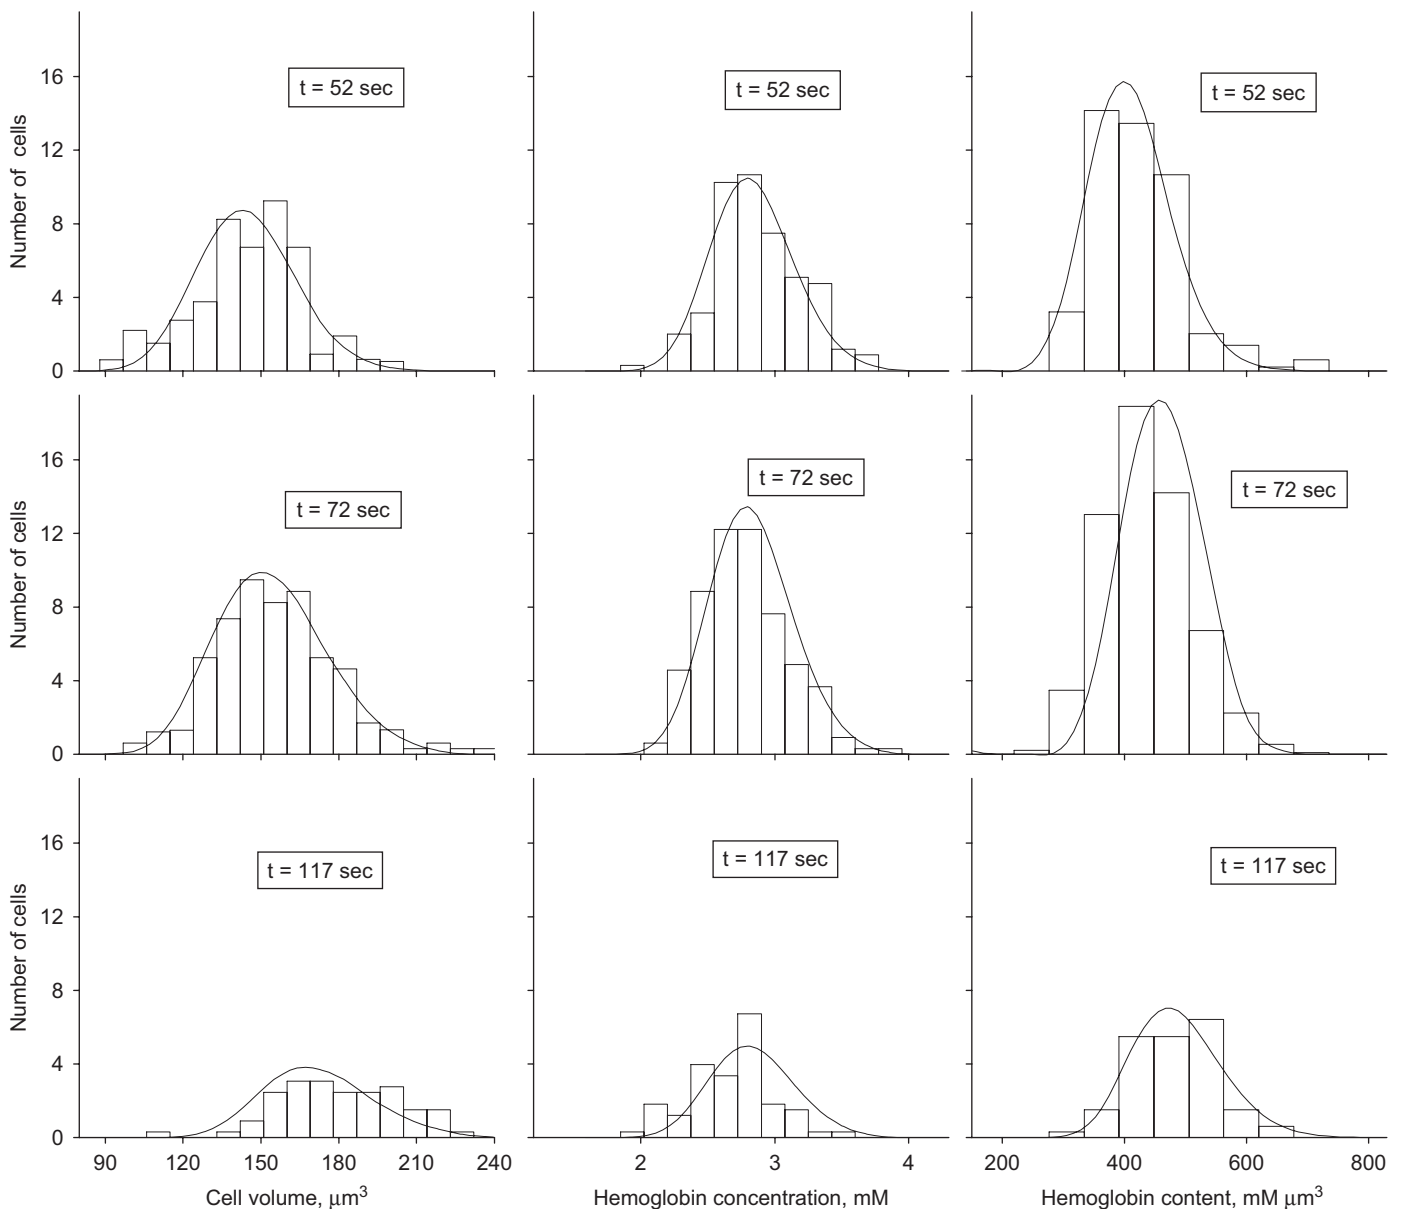 t = 52 sec
t = 52 sec
t = 52 sec
Number of cells
16
12
8
4
0
t = 72 sec
t = 72 sec
t = 72 sec
Number of cells
16
12
8
4
0
t = 117 sec
t = 117 sec
t = 117 sec
Number of cells
16
12
8
4
0
90 120 150 180 210 240
2 3 4
200 400 600 800
Cell volume, μm³
Hemoglobin concentration, mM
Hemoglobin content, mM μm³